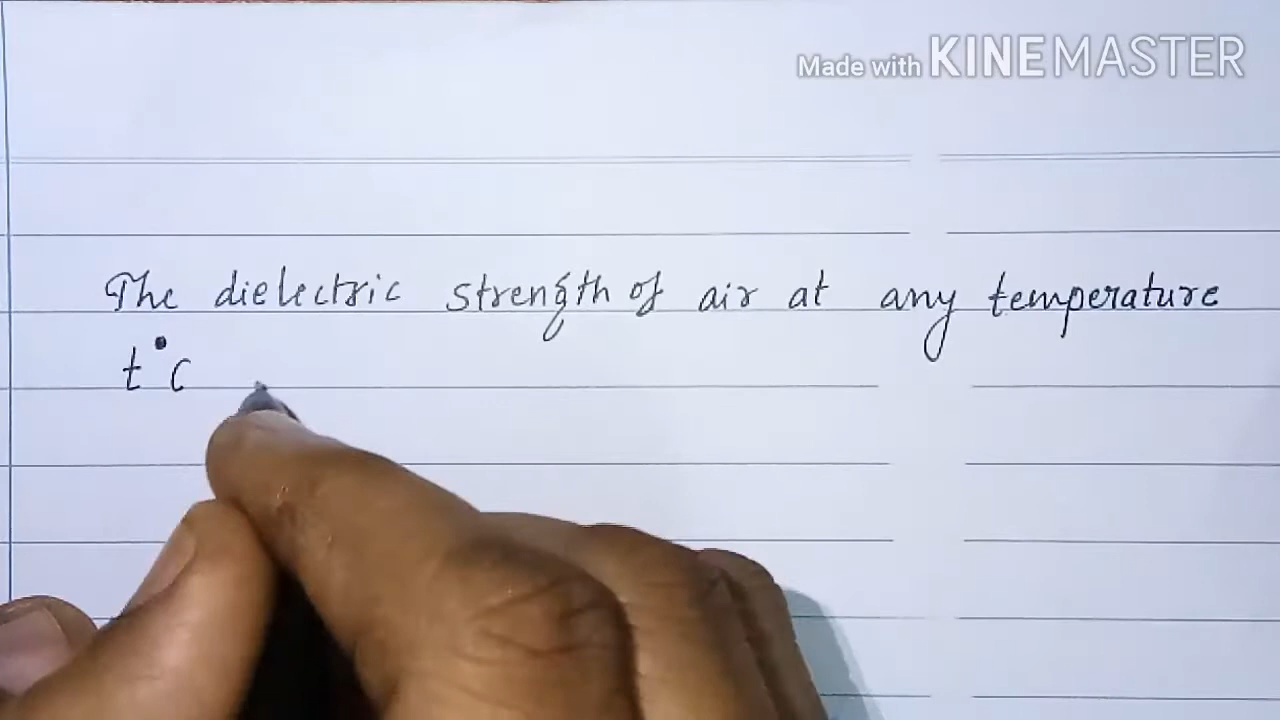 Made with KINEMASTER
The dielectric strength of air at any temperature
t°c